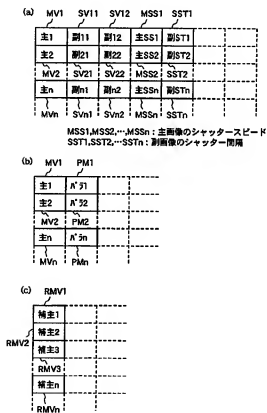 (a) MV1 SV11 SV12 MSS1 SST1
主1 副11 副12 主SS1 副ST1
主2 副21 副22 主SS2 副ST2
MV2 SV21 SV22 MSS2 SST2
主n 副n1 副n2 主SSn 副STn
MVn SVn1 SVn2 MSSn SSTn
MSS1,MSS2,…,MSSn：主画像のシャッタースピード
SST1,SST2,…SSTn：副画像のシャッター間隔
(b) MV1 PM1
主1 パラ1
主2 パラ2
MV2 PM2
主n パラn
MVn PMn
(c) RMV1
補主1
RMV2 補主2
補主3
RMV3
補主n
RMVn